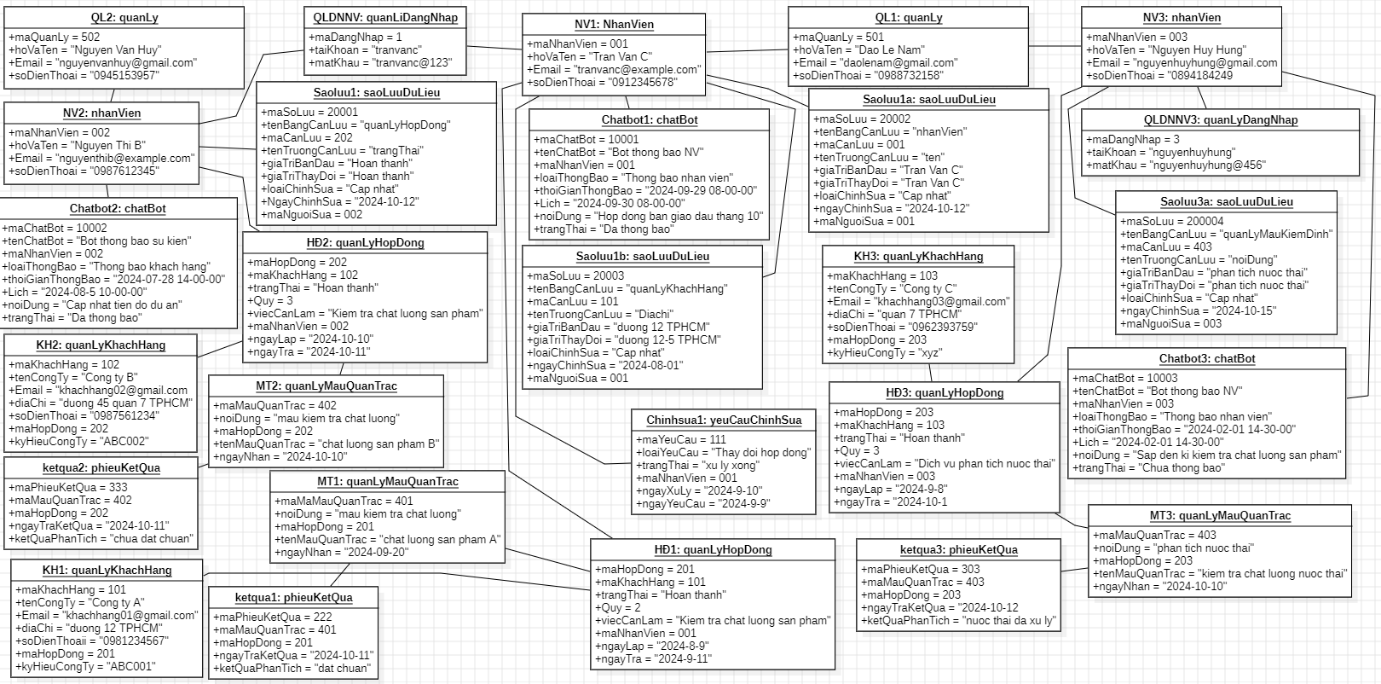 QL2: quanLy
+maQuanLy = 502
+hoVaTen = "Nguyen Van Huy"
+Email = "nguyenvanhuy@gmail.com"
+soDienThoai = "0945153957"
QLDNNV: quanLiDangNhap
+maDangNhap = 1
+taiKhoan = "tranvanc"
+matKhau = "tranvanc@123"
NV1: NhanVien
+maNhanVien = 001
+hoVaTen = "Tran Van C"
+Email = "tranvanc@example.com"
+soDienThoai = "0912345678"
QL1: quanLy
+maQuanLy = 501
+hoVaTen = "Dao Le Nam"
+Email = "daolenam@gmail.com"
+soDienThoai = "0988732158"
NV3: nhanVien
+maNhanVien = 003
+hoVaTen = "Nguyen Huy Hung"
+Email = "nguyenhuyhung@gmail.com
+soDienThoai = "0894184249
NV2: nhanVien
+maNhanVien = 002
+hoVaTen = "Nguyen Thi B"
+Email = "nguyenthib@example.com"
+soDienThoai = "0987612345"
Saoluu1: saoLuuDuLieu
+maSoLuu = 20001
+tenBangCanLuu = "quanLyHopDong"
+maCanLuu = 202
+tenTruongCanLuu = "trangThai"
+giaTriBanDau = "Hoan thanh"
+giaTriThayDoi = "Hoan thanh"
+loaiChinhSua = "Cap nhat"
+NgayChinhSua = "2024-10-12"
+maNguoiSua = 002
Chatbot1: chatBot
+maChatBot = 10001
+tenChatBot = "Bot thong bao NV"
+maNhanVien = 001
+loaiThongBao = "Thong bao nhan vien"
+thoiGianThongBao = "2024-09-29 08-00-00"
+Lich = "2024-09-30 08-00-00"
+noiDung = "Hop dong ban giao dau thang 10"
+trangThai = "Da thong bao"
Saoluu1a: saoLuuDuLieu
+maSoLuu = 20002
+tenBangCanLuu = "nhanVien"
+maCanLuu = 001
+tenTruongCanLuu = "ten"
+giaTriBanDau = "Tran Van C"
+giaTriThayDoi = "Tran Van C"
+loaiChinhSua = "Cap nhat"
+ngayChinhSua = "2024-10-12"
+maNguoiSua = 001
QLDNNV3: quanLyDangNhap
+maDangNhap = 3
+taiKhoan = "nguyenhuyhung"
+matKhau = "nguyenhuyhung@456"
Chatbot2: chatBot
+maChatBot = 10002
+tenChatBot = "Bot thong bao su kien"
+maNhanVien = 002
+loaiThongBao = "Thong bao khach hang"
+thoiGianThongBao = "2024-07-28 14-00-00"
+Lich = "2024-08-5 10-00-00"
+noiDung = "Cap nhat tien do du an"
+trangThai = "Da thong bao"
HĐ2: quanLyHopDong
+maHopDong = 202
+maKhachHang = 102
+trangThai = "Hoan thanh"
+Quy = 3
+viecCanLam = "Kiem tra chat luong san pham"
+maNhanVien = 002
+ngayLap = "2024-10-10"
+ngayTra = "2024-10-11"
Saoluu1b: saoLuuDuLieu
+maSoLuu = 20003
+tenBangCanLuu = "quanLyKhachHang"
+maCanLuu = 101
+tenTruongCanLuu = "Diachi"
+giaTriBanDau = "duong 12 TPHCM"
+giaTriThayDoi = "duong 12-5 TPHCM"
+loaiChinhSua = "Cap nhat"
+ngayChinhSua = "2024-08-01"
+maNguoiSua = 001
KH3: quanLyKhachHang
+maKhachHang = 103
+tenCongTy = "Cong ty C"
+Email = "khachhang03@gmail.com"
+diaChi = "quan 7 TPHCM"
+soDienThoai = "0962393759"
+maHopDong = 203
+kyHieuCongTy = "xyz"
Saoluu3a: saoLuuDuLieu
+maSoLuu = 200004
+tenBangCanLuu = "quanLyMauKiemDinh"
+maCanLuu = 403
+tenTruongCanLuu = "noiDung"
+giaTriBanDau = "phan tich nuoc thai"
+giaTriThayDoi = "phan tich nuoc thai"
+loaiChinhSua = "Cap nhat"
+ngayChinhSua = "2024-10-15"
+maNguoiSua = 003
KH2: quanLyKhachHang
+maKhachHang = 102
+tenCongTy = "Cong ty B"
+Email = "khachhang02@gmail.com
+diaChi = "duong 45 quan 7 TPHCM"
+soDienThoai = "0987561234"
+maHopDong = 202
+kyHieuCongTy = "ABC002"
MT2: quanLyMauQuanTrac
+maMauQuanTrac = 402
+noiDung = "mau kiem tra chat luong"
+maHopDong = 202
+tenMauQuanTrac = "chat luong san pham B"
+ngayNhan = "2024-10-10"
Chatbot3: chatBot
+maChatBot = 10003
+tenChatBot = "Bot thong bao NV"
+maNhanVien = 003
+loaiThongBao = "Thong bao nhan vien"
+thoiGianThongBao = "2024-02-01 14-30-00"
+Lich = "2024-02-01 14-30-00"
+noiDung = "Sap den ki kiem tra chat luong san pham"
+trangThai = "Chua thong bao"
HĐ3: quanLyHopDong
+maHopDong = 203
+maKhachHang = 103
+trangThai = "Hoan thanh"
+Quy = 3
+viecCanLam = "Dich vu phan tich nuoc thai"
+maNhanVien = 003
+ngayLap = "2024-9-8"
+ngayTra = "2024-10-1
Chinhsua1: yeuCauChinhSua
+maYeuCau = 111
+loaiYeuCau = "Thay doi hop dong"
+trangThai = "xu ly xong"
+maNhanVien = 001
+ngayXuLy = "2024-9-10"
+ngayYeuCau = "2024-9-9"
ketqua2: phieuKetQua
+maPhieuKetQua = 333
+maMauQuanTrac = 402
+maHopDong = 202
+ngayTraKetQua = "2024-10-11"
+ketQuaPhanTich = "chua dat chuan"
MT1: quanLyMauQuanTrac
+maMaMauQuanTrac = 401
+noiDung = "mau kiem tra chat luong"
+maHopDong = 201
+tenMauQuanTrac = "chat luong san pham A"
+ngayNhan = "2024-09-20"
MT3: quanLyMauQuanTrac
+maMauQuanTrac = 403
+noiDung = "phan tich nuoc thai"
+maHopDong = 203
+tenMauQuanTrac = "kiem tra chat luong nuoc thai"
+ngayNhan = "2024-10-10"
HĐ1: quanLyHopDong
+maHopDong = 201
+maKhachHang = 101
+trangThai = "Hoan thanh"
+Quy = 2
+viecCanLam = "Kiem tra chat luong san pham"
+maNhanVien = 001
+ngayLap = "2024-8-9"
+ngayTra = "2024-9-11"
ketqua3: phieuKetQua
+maPhieuKetQua = 303
+maMauQuanTrac = 403
+maHopDong = 203
+ngayTraKetQua = "2024-10-12
+ketQuaPhanTich = "nuoc thai da xu ly"
KH1: quanLyKhachHang
+maKhachHang = 101
+tenCongTy = "Cong ty A"
+Email = "khachhang01@gmail.com"
+diaChi = "duong 12 TPHCM"
+soDienThoaii = "0981234567"
+maHopDong = 201
+kyHieuCongTy = "ABC001"
ketqua1: phieuKetQua
+maPhieuKetQua = 222
+maMauQuanTrac = 401
+maHopDong = 201
+ngayTraKetQua = "2024-10-11"
+ketQuaPhanTich = "dat chuan"